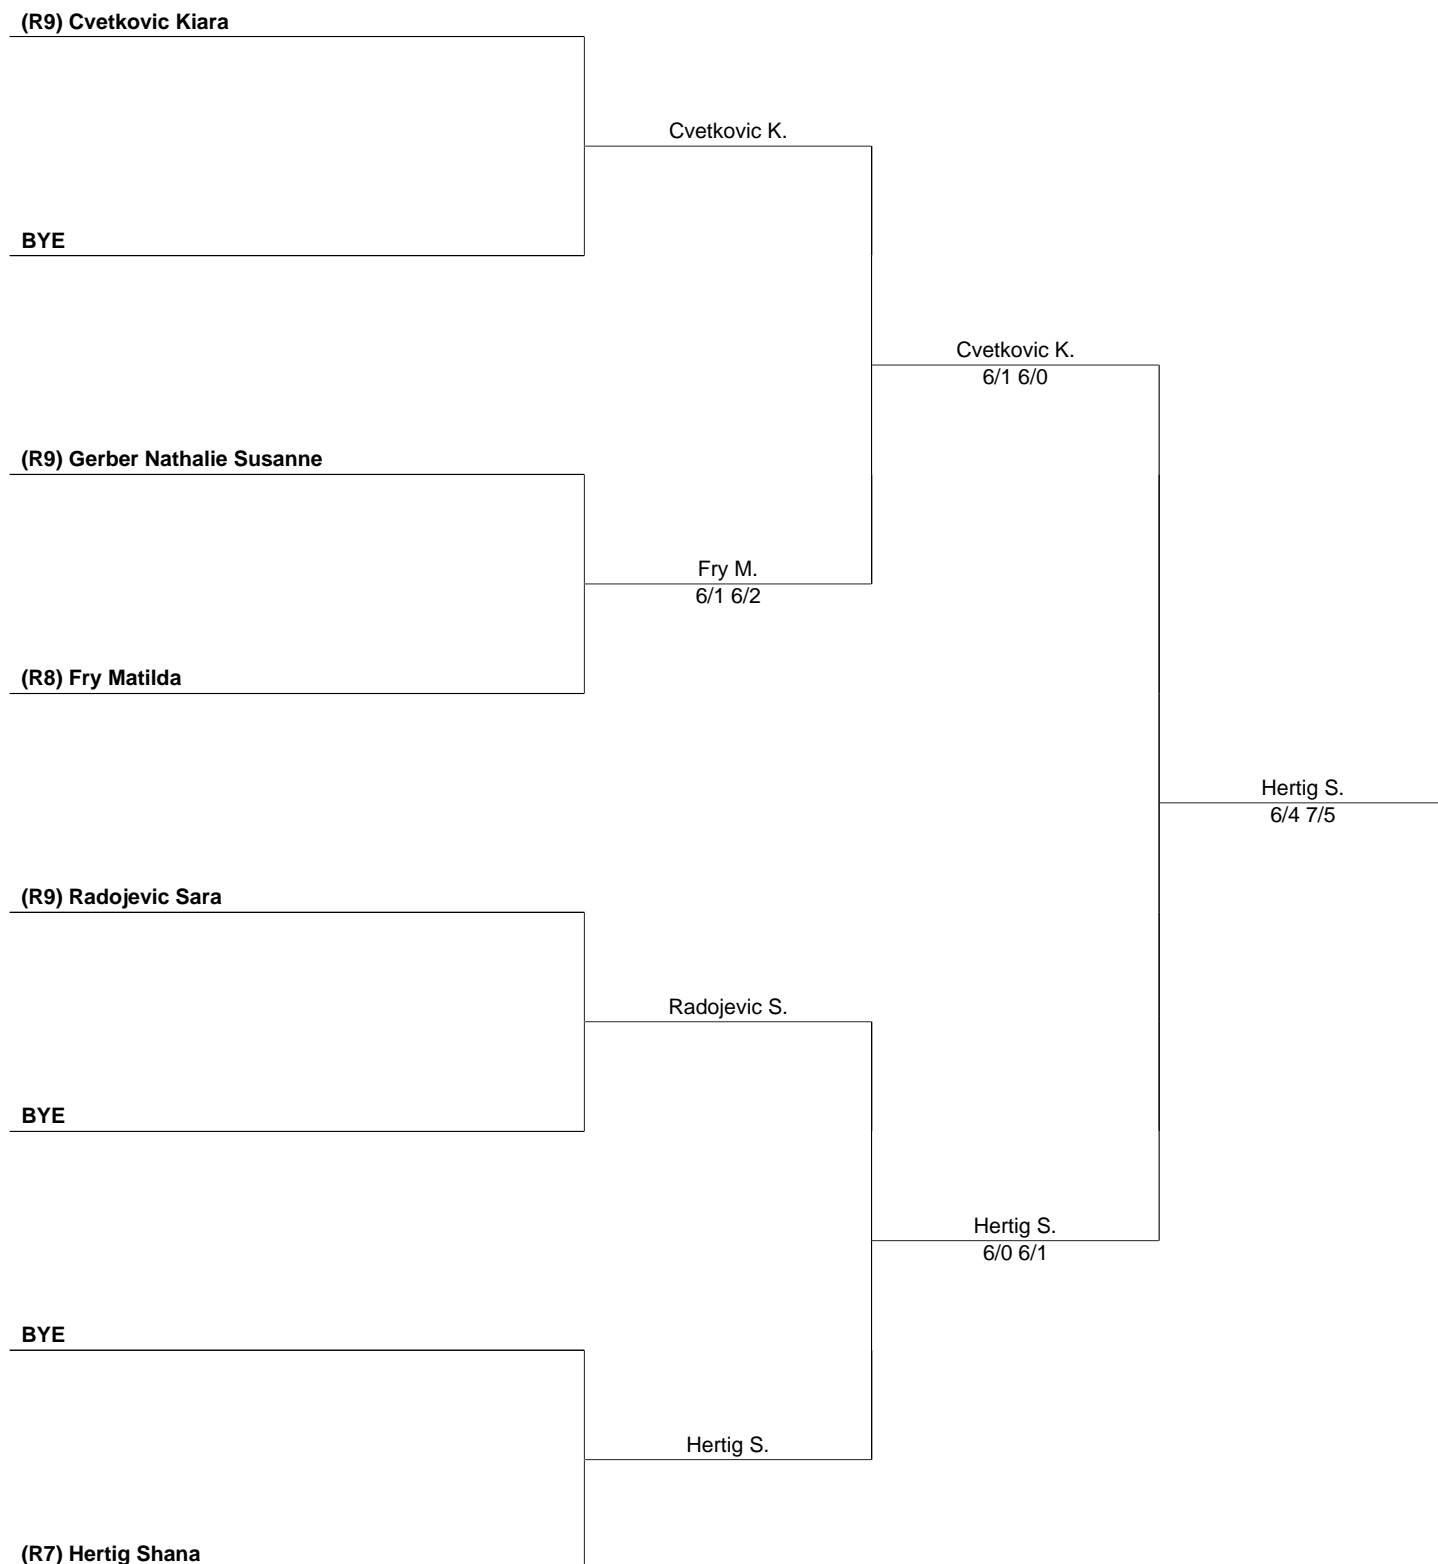 (R9) Cvetkovic Kiara
Cvetkovic K.
BYE
Cvetkovic K.
6/1 6/0
(R9) Gerber Nathalie Susanne
Fry M.
6/1 6/2
(R8) Fry Matilda
Hertig S.
6/4 7/5
(R9) Radojevic Sara
Radojevic S.
BYE
Hertig S.
6/0 6/1
BYE
Hertig S.
(R7) Hertig Shana